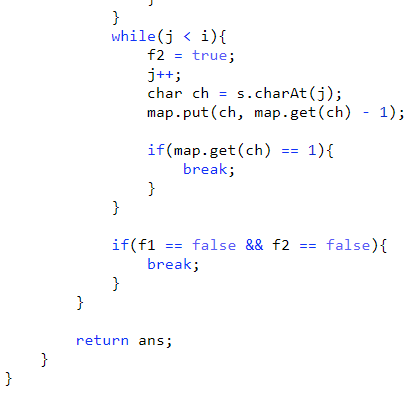 }
}
while(j < i){
f2 = true;
j++;
char ch = s.charAt(j);
map.put(ch, map.get(ch) - 1);
if(map.get(ch) == 1){
break;
}
}
if(f1 == false && f2 == false){
break;
}
}
return ans;
}
}